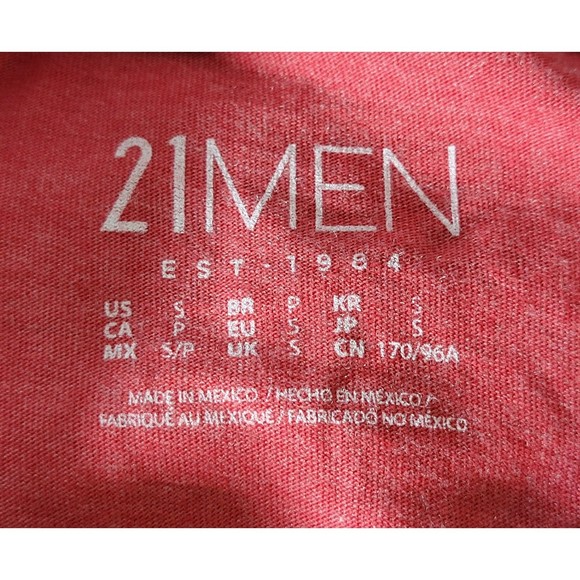 21MEN
EST-1984
US S BR P KR S
CA P EU S JP S
MX S/P UK S CN 170/96A
MADE IN MEXICO / HECHO EN MÉXICO /
FABRIQUÉ AU MEXIQUE / FABRICADO NO MÉXICO